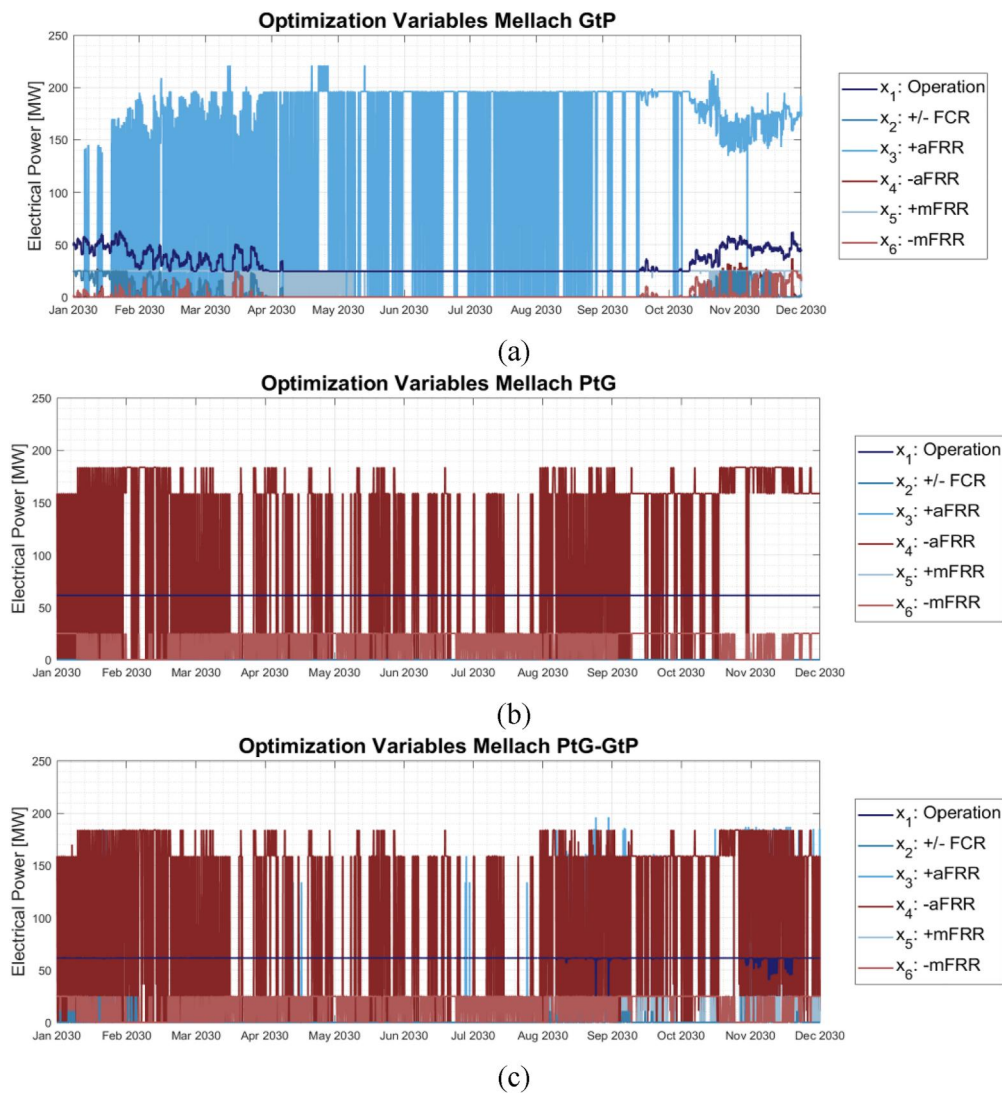 Optimization Variables Mellach GtP
Electrical Power [MW]
250
200
150
100
50
0
Jan 2030 Feb 2030 Mar 2030 Apr 2030 May 2030 Jun 2030 Jul 2030 Aug 2030 Sep 2030 Oct 2030 Nov 2030 Dec 2030
x₁: Operation
x₂: +/- FCR
x₃: +aFRR
x₄: -aFRR
x₅: +mFRR
x₆: -mFRR
(a)
Optimization Variables Mellach PtG
Electrical Power [MW]
250
200
150
100
50
0
Jan 2030 Feb 2030 Mar 2030 Apr 2030 May 2030 Jun 2030 Jul 2030 Aug 2030 Sep 2030 Oct 2030 Nov 2030 Dec 2030
x₁: Operation
x₂: +/- FCR
x₃: +aFRR
x₄: -aFRR
x₅: +mFRR
x₆: -mFRR
(b)
Optimization Variables Mellach PtG-GtP
Electrical Power [MW]
250
200
150
100
50
0
Jan 2030 Feb 2030 Mar 2030 Apr 2030 May 2030 Jun 2030 Jul 2030 Aug 2030 Sep 2030 Oct 2030 Nov 2030 Dec 2030
x₁: Operation
x₂: +/- FCR
x₃: +aFRR
x₄: -aFRR
x₅: +mFRR
x₆: -mFRR
(c)